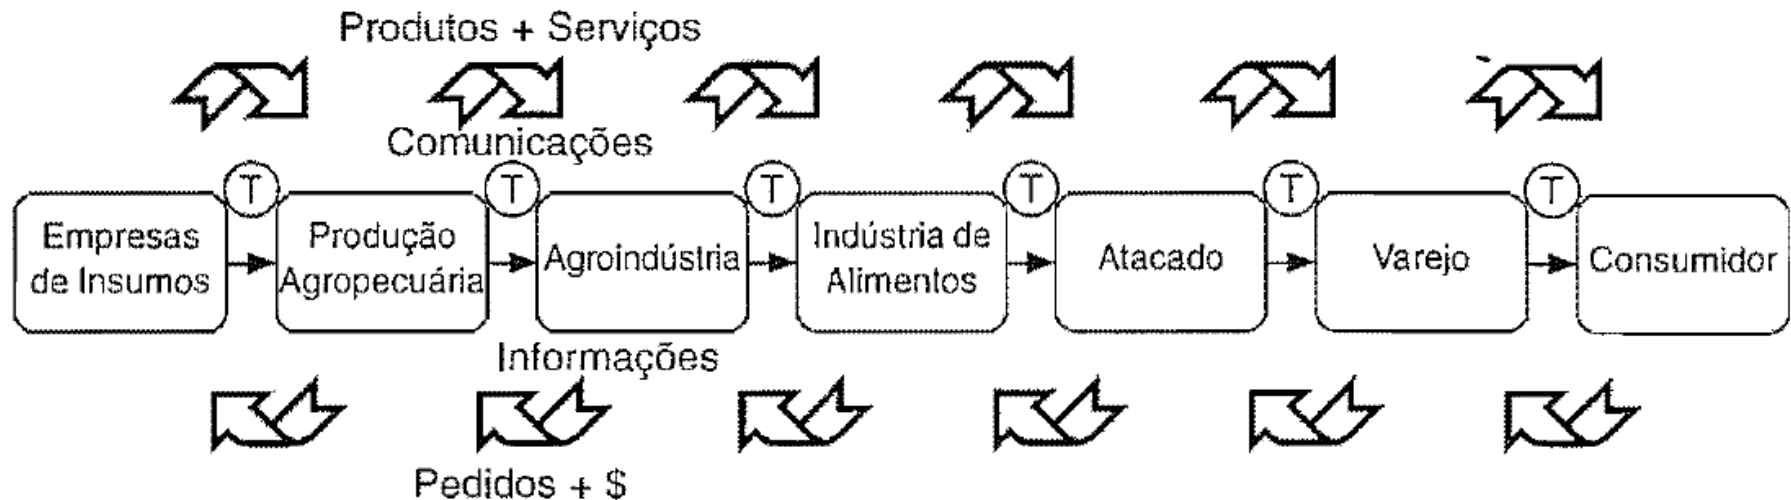 Produtos + Serviços
Comunicações
T T T T T T
Empresas de Insumos
Produção Agropecuária
Agroindústria
Indústria de Alimentos
Atacado
Varejo
Consumidor
Informações
Pedidos + $